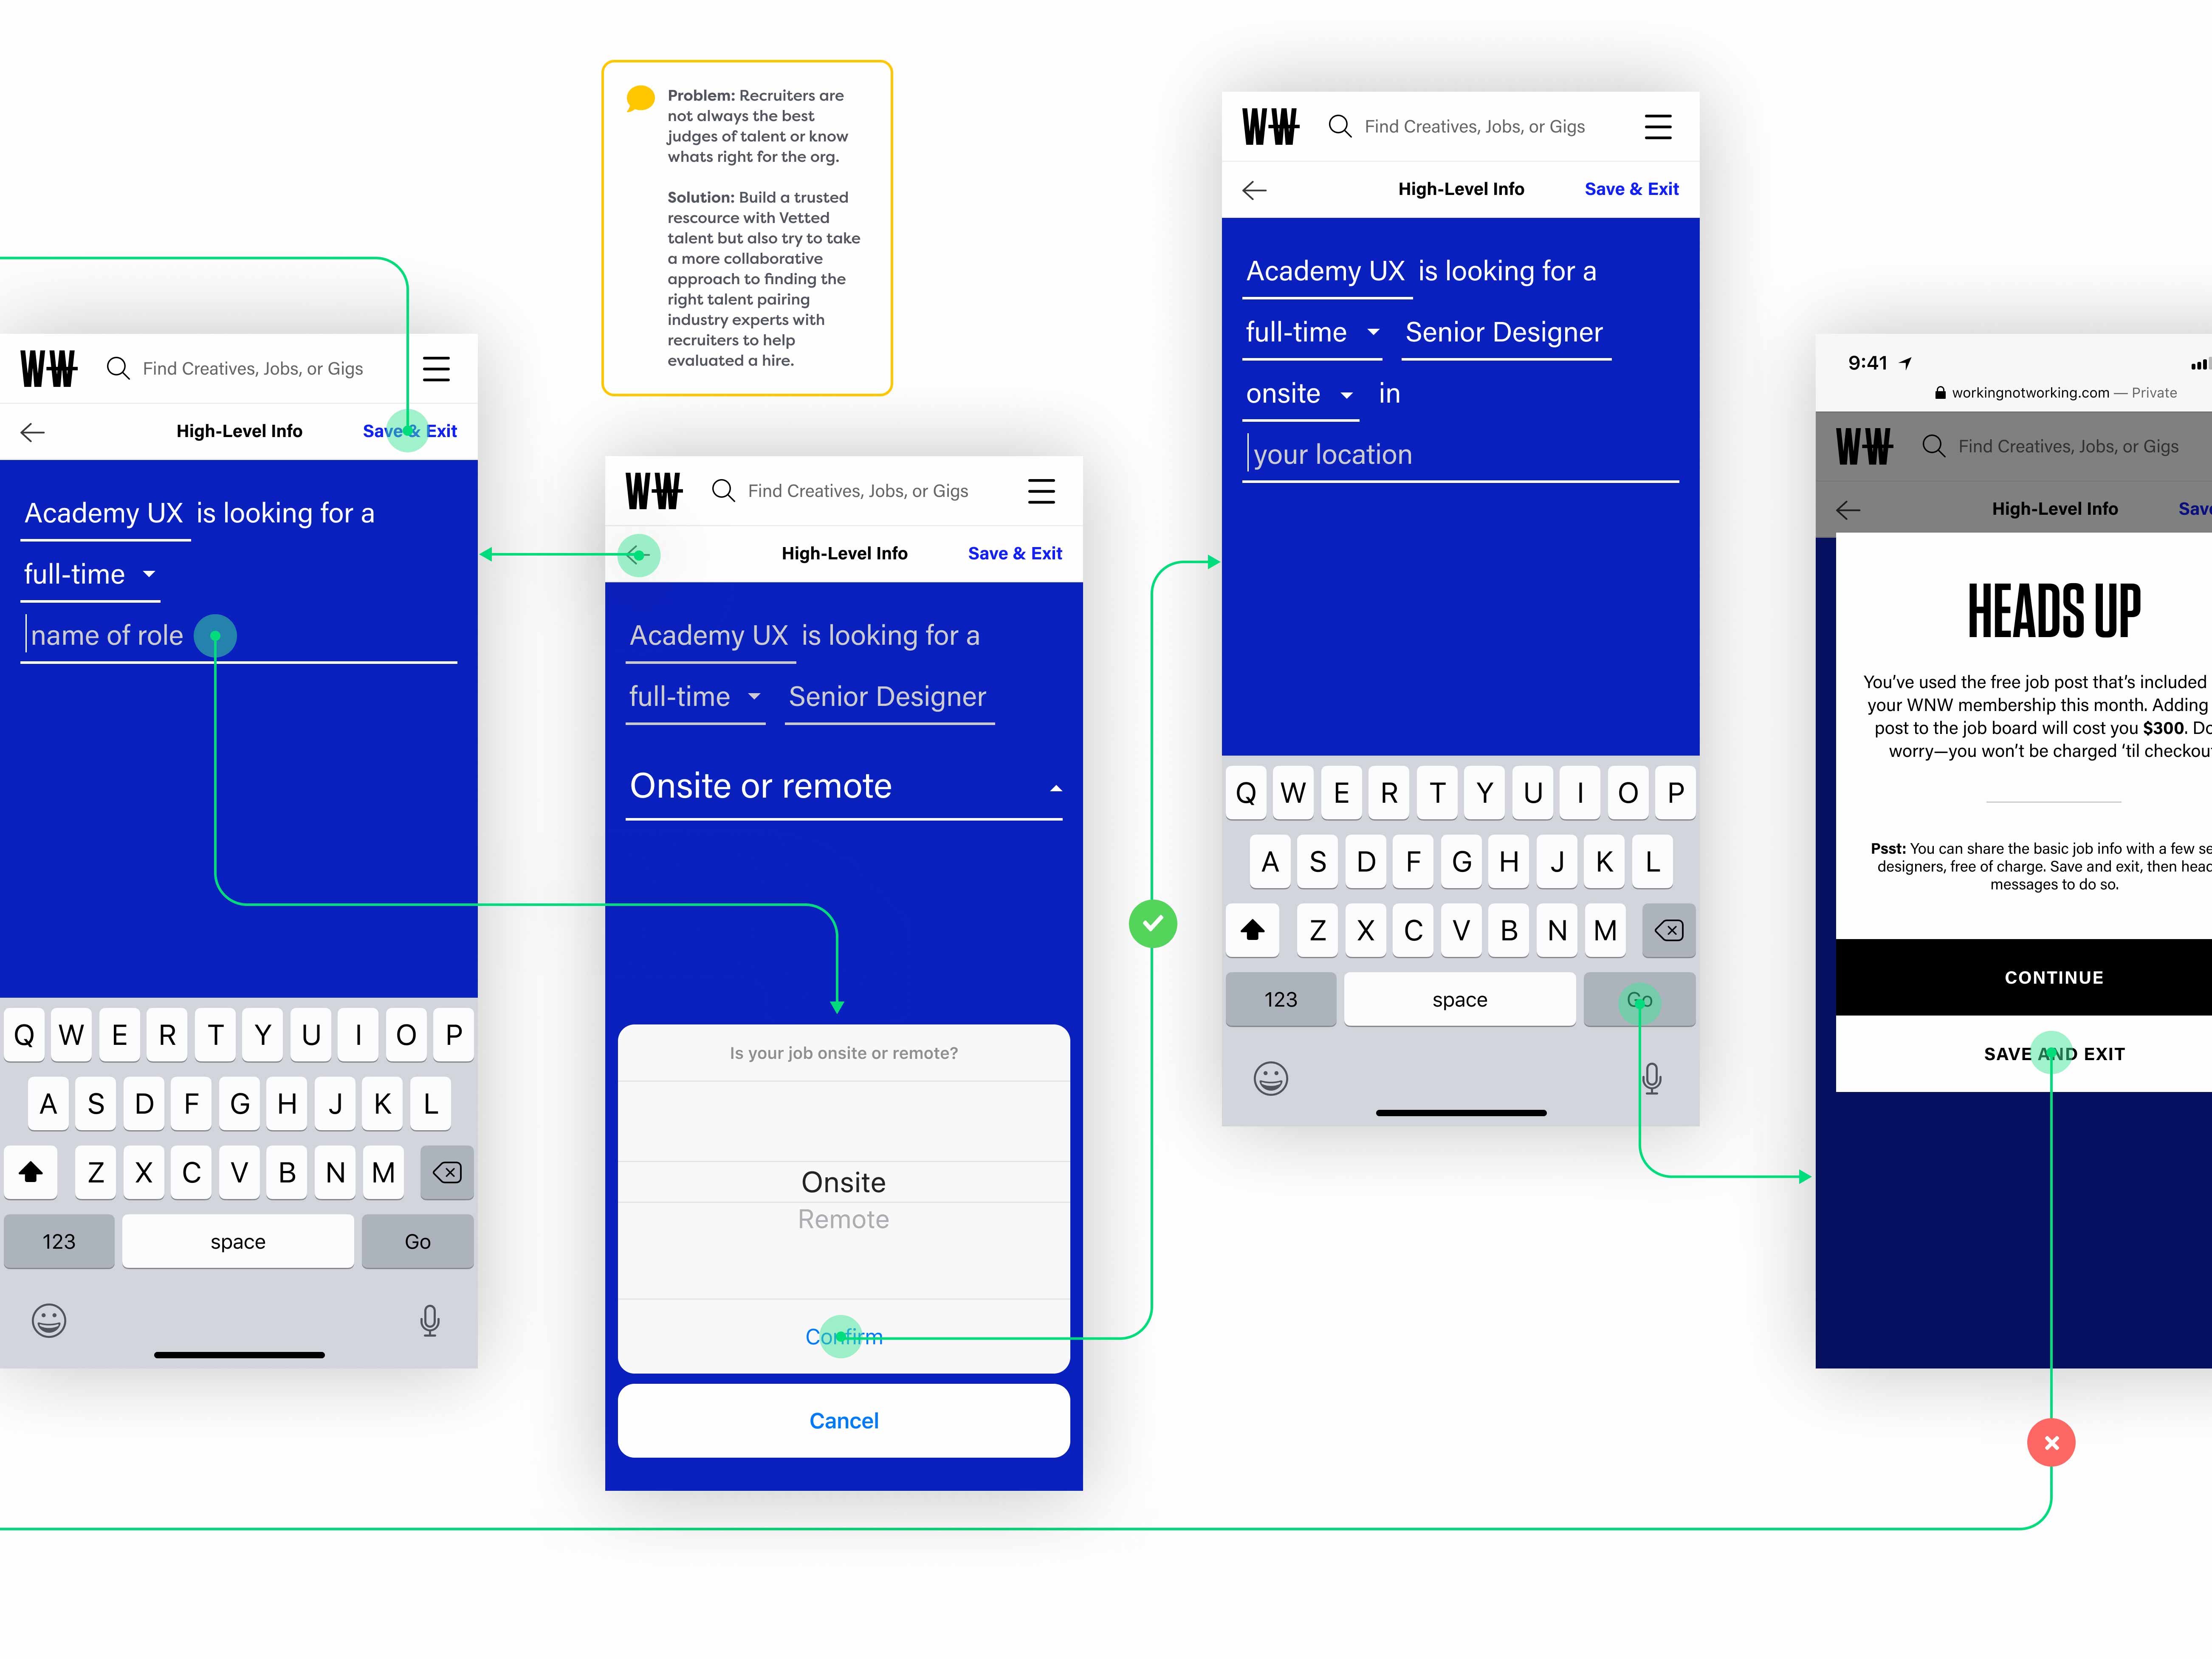 Problem: Recruiters are
not always the best
judges of talent or know
whats right for the org.
Solution: Build a trusted
rescource with Vetted
talent but also try to take
a more collaborative
approach to finding the
right talent pairing
industry experts with
recruiters to help
evaluated a hire.
WW Find Creatives, Jobs, or Gigs
High-Level Info Save & Exit
Academy UX is looking for a
full-time
name of role
Q W E R T Y U I O P
A S D F G H J K L
Z X C V B N M
123 space Go
WW Find Creatives, Jobs, or Gigs
High-Level Info Save & Exit
Academy UX is looking for a
full-time Senior Designer
Onsite or remote
Is your job onsite or remote?
Onsite
Remote
Confirm
Cancel
WW Find Creatives, Jobs, or Gigs
High-Level Info Save & Exit
Academy UX is looking for a
full-time Senior Designer
onsite in
your location
Q W E R T Y U I O P
A S D F G H J K L
Z X C V B N M
123 space Go
9:41
workingnotworking.com — Private
WW Find Creatives, Jobs, or Gigs
High-Level Info
HEADS UP
You’ve used the free job post that’s included
your WNW membership this month. Adding
post to the job board will cost you $300.
worry—you won’t be charged ‘til
Psst: You can share the basic job info with a few
designers, free of charge. Save and exit, then
messages to do so.
CONTINUE
SAVE AND EXIT